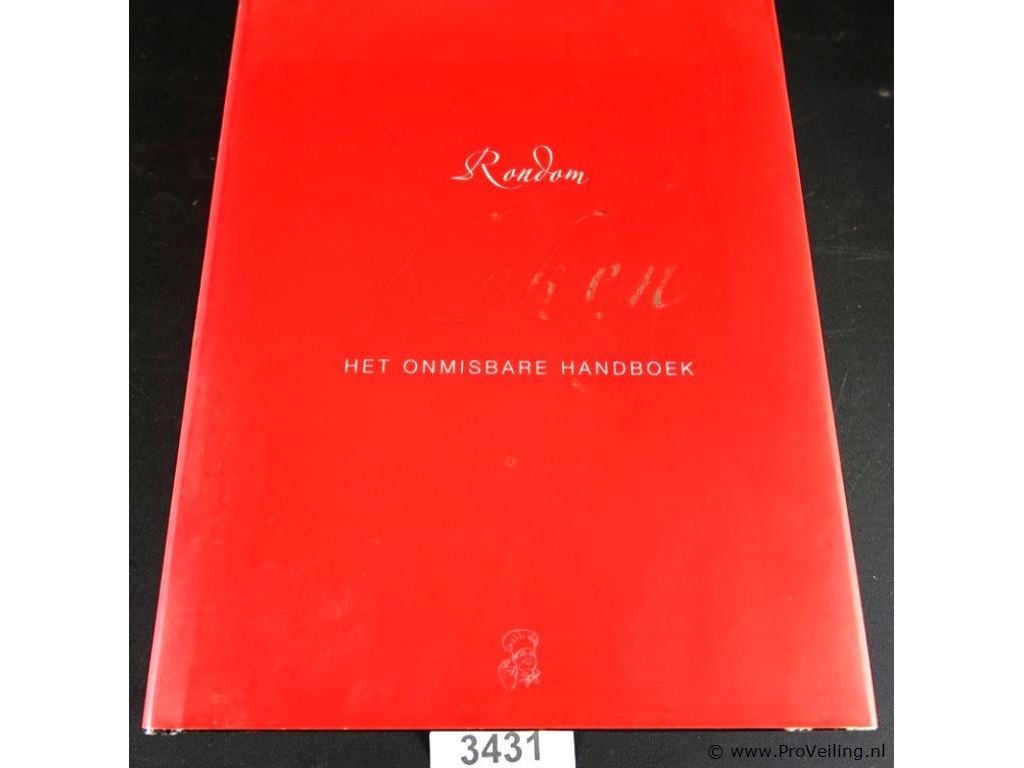 Rondom
Koken
HET ONMISBARE HANDBOEK
3431
© www.ProVeiling.nl